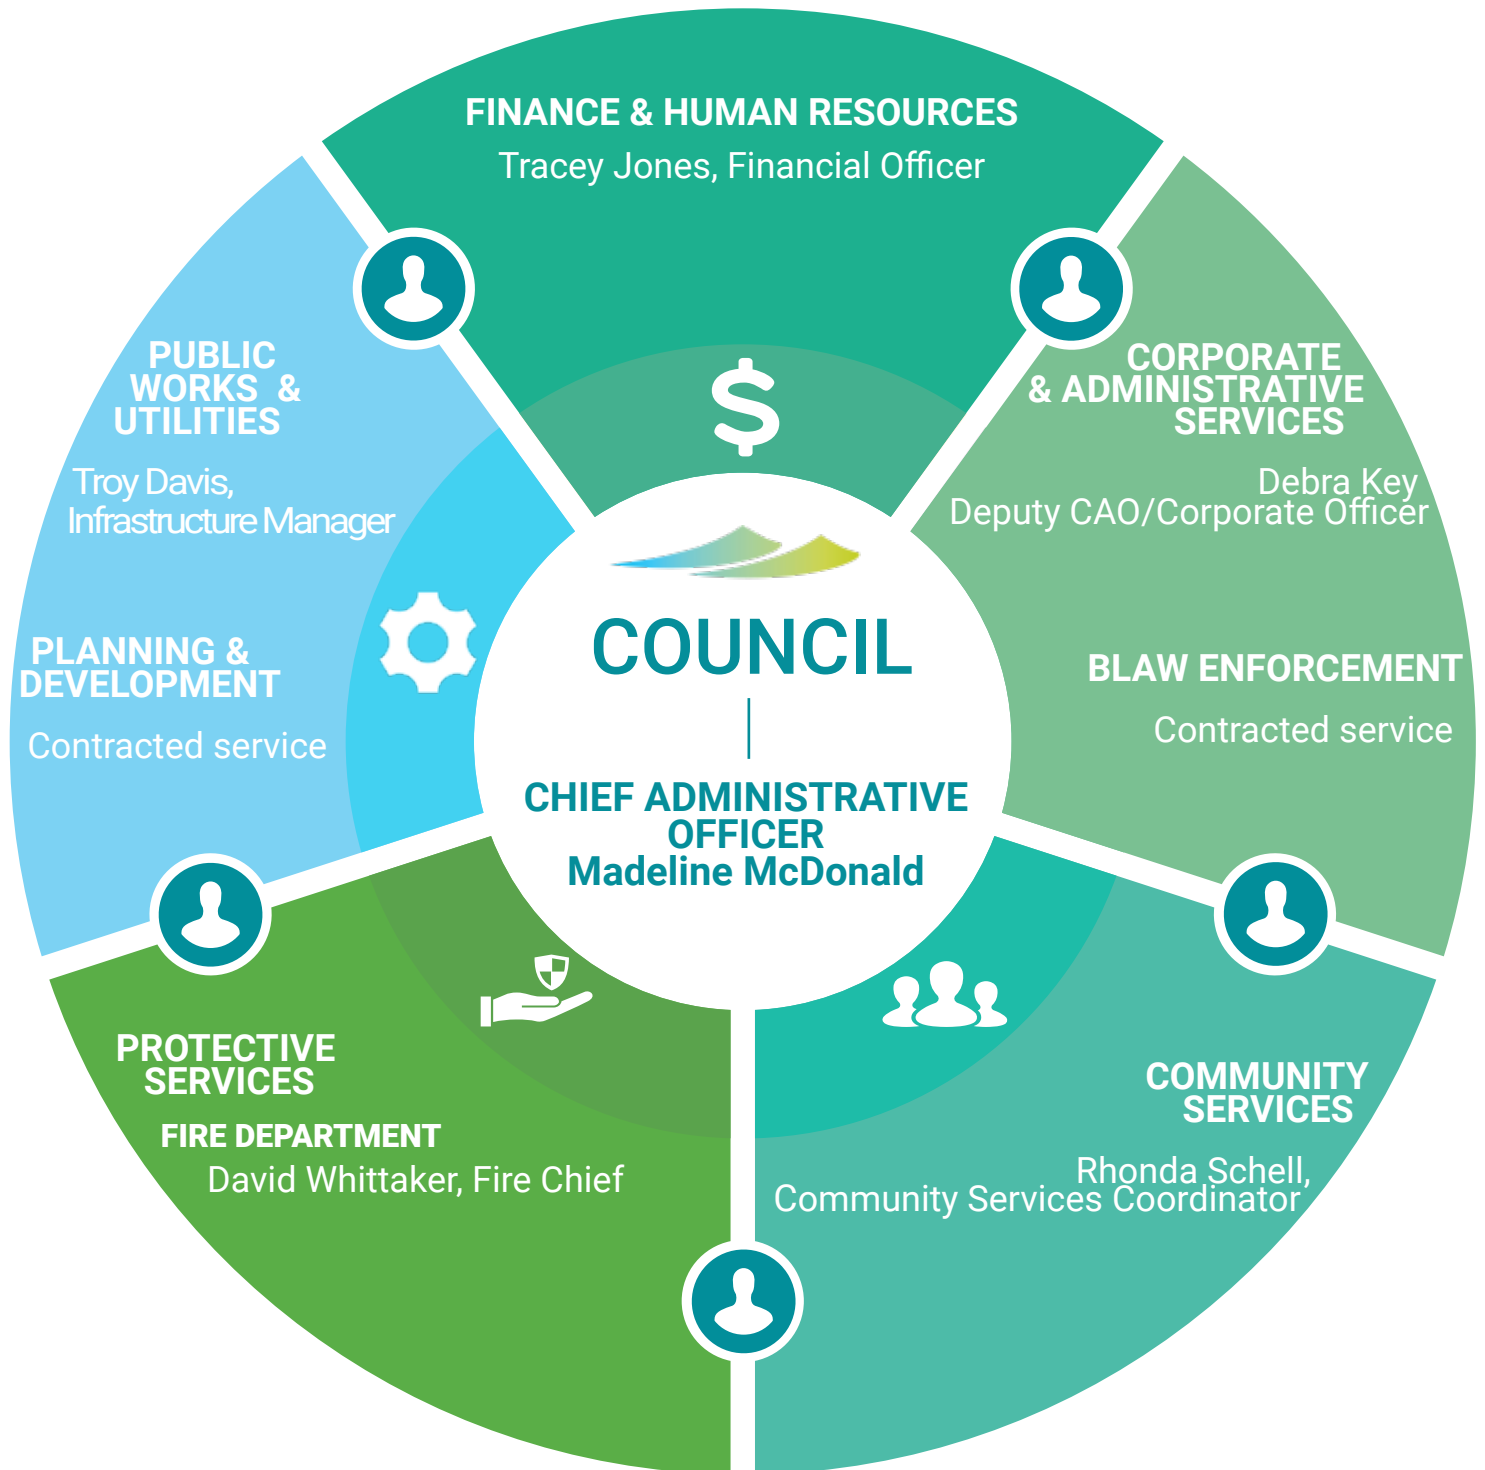 FINANCE & HUMAN RESOURCES
Tracey Jones, Financial Officer
PUBLIC
WORKS &
UTILITIES
Troy Davis,
Infrastructure Manager
PLANNING &
DEVELOPMENT
Contracted service
CORPORATE
& ADMINISTRATIVE
SERVICES
Debra Key
Deputy CAO/Corporate Officer
BLAW ENFORCEMENT
Contracted service
COUNCIL
CHIEF ADMINISTRATIVE
OFFICER
Madeline McDonald
PROTECTIVE
SERVICES
FIRE DEPARTMENT
David Whittaker, Fire Chief
COMMUNITY
SERVICES
Rhonda Schell,
Community Services Coordinator